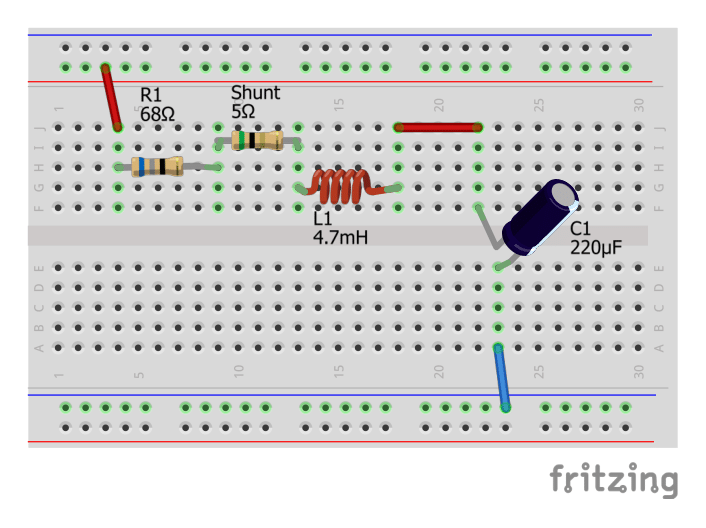 R1
68Ω
Shunt
5Ω
1 5 15 20 25 30
J J
I I
H H
G G
F F
L1
4.7mH
C1
220µF
E E
D D
C C
B B
A A
1 5 10 15 20 25 30
fritzing